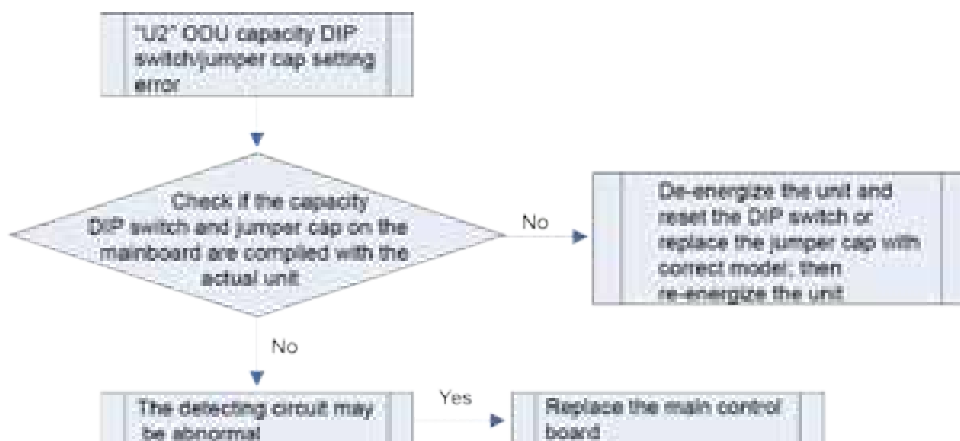 "U2" ODU capacity DIP
switch/jumper cap setting
error
Check if the capacity
DIP switch and jumper cap on the
mainboard are complied with the
actual unit
No
De-energize the unit and
reset the DIP switch or
replace the jumper cap with
correct model, then
re-energize the unit
No
The detecting circuit may
be abnormal
Yes
Replace the main control
board